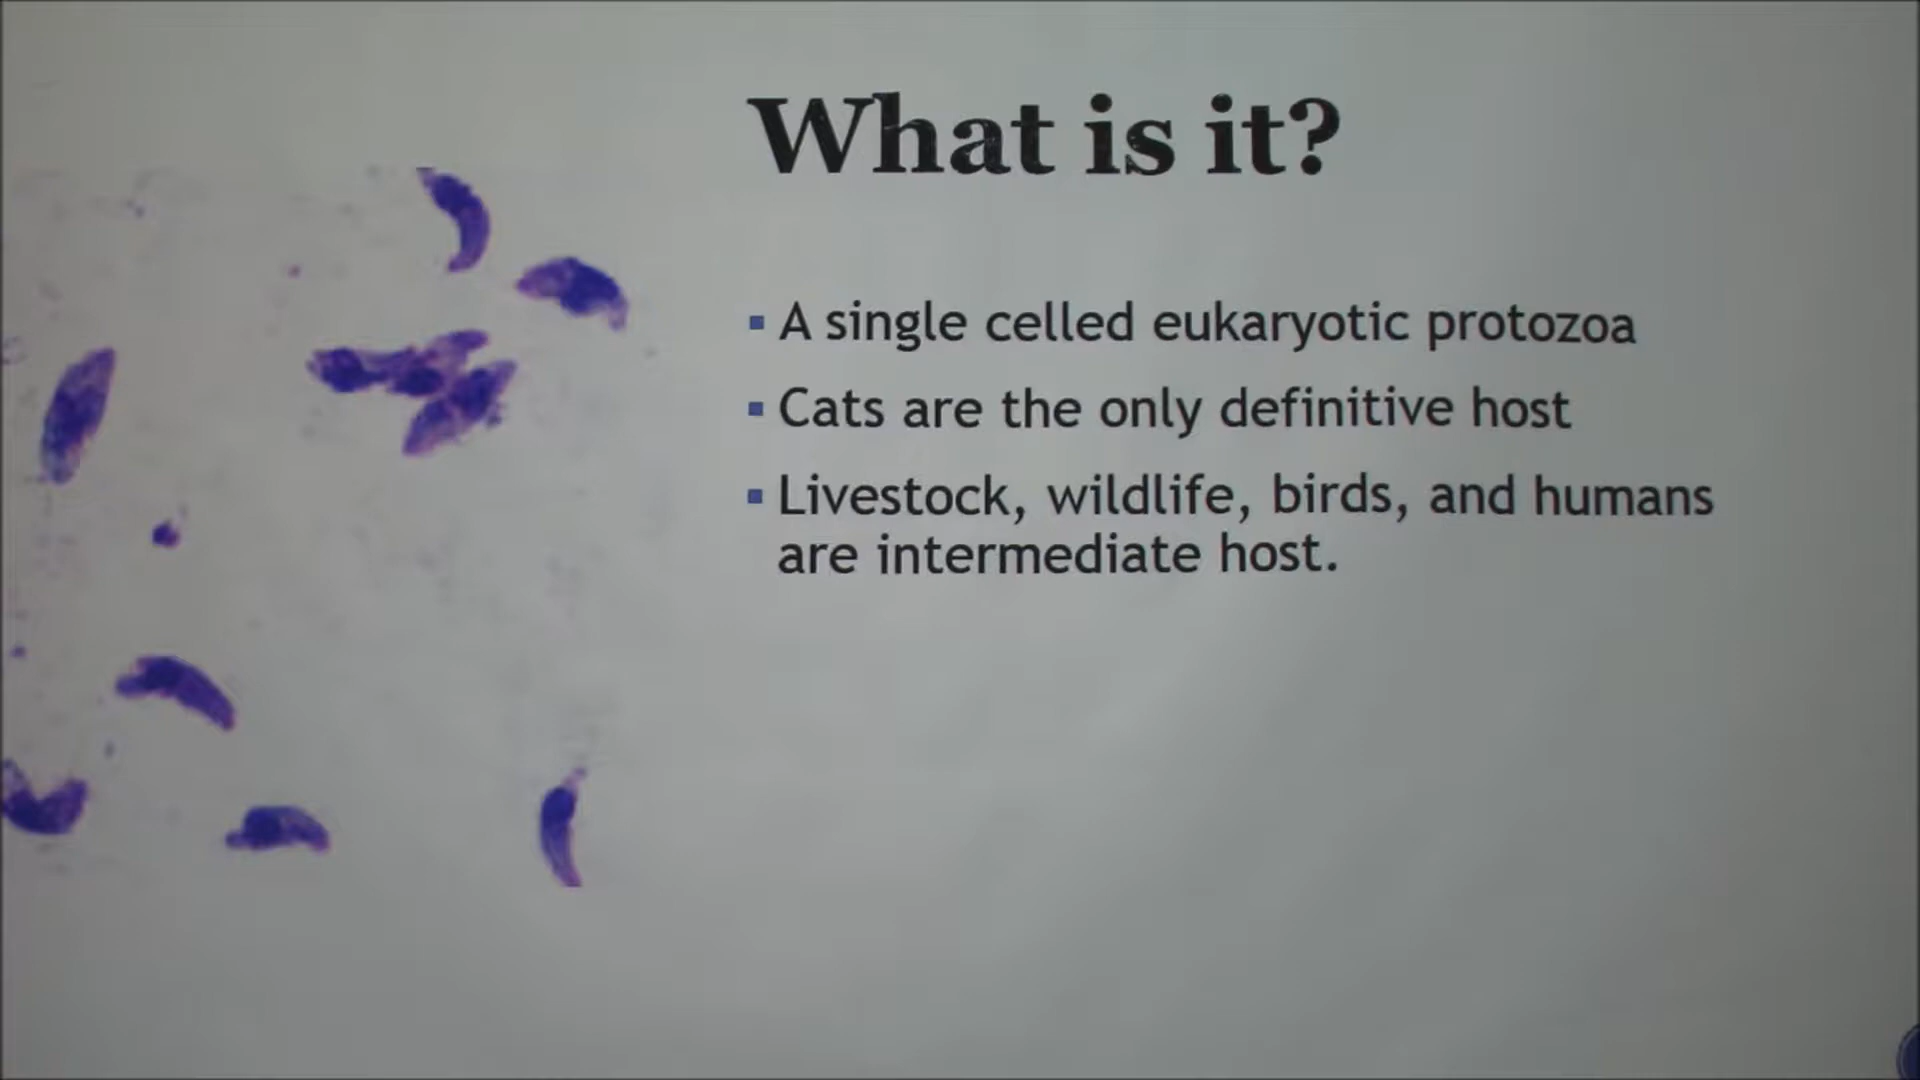 What is it?
▪ A single celled eukaryotic protozoa
▪ Cats are the only definitive host
▪ Livestock, wildlife, birds, and humans
are intermediate host.